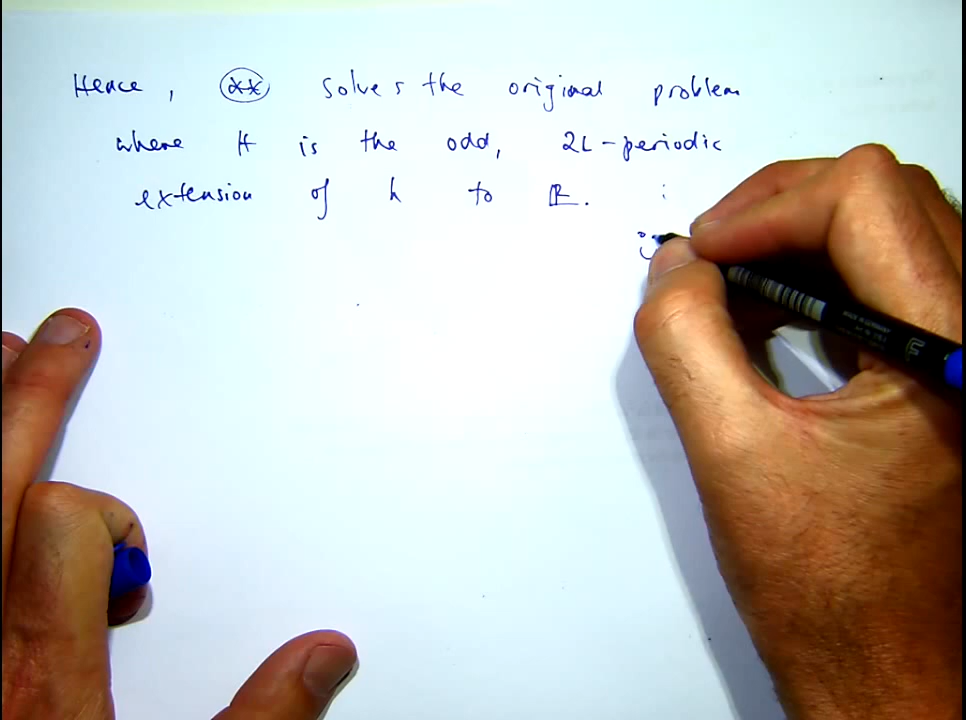 Hence, ** solves the original problem
where H is the odd, 2L-periodic
extension of h to ℝ.